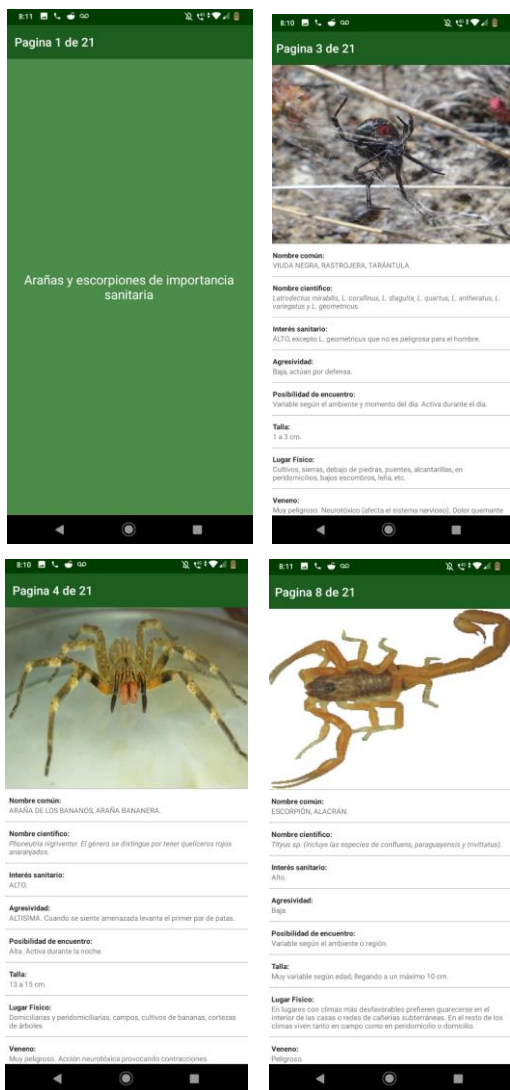 8:11
Pagina 1 de 21
Arañas y escorpiones de importancia
sanitaria
8:10
Pagina 3 de 21
Nombre común:
VIUDA NEGRA, RASTROJERA, TARÁNTULA.
Nombre científico:
Latrodectus mirabilis, L. corallinus, L. diaguita, L. quartus, L. antheratus, L.
variegatus y L. geometricus.
Interés sanitario:
ALTO, excepto L. geometricus que no es peligrosa para el hombre.
Agresividad:
Baja, actúan por defensa.
Posibilidad de encuentro:
Variable según el ambiente y momento del día. Activa durante el día.
Talla:
1 a 3 cm.
Lugar Físico:
Cultivos, sierras, debajo de piedras, puentes, alcantarillas, en
peridomicilios, bajos escombros, leña, etc.
Veneno:
Muy peligroso. Neurotóxico (afecta el sistema nervioso). Dolor quemante
8:10
Pagina 4 de 21
Nombre común:
ARAÑA DE LOS BANANOS, ARAÑA BANANERA.
Nombre científico:
Phoneutria nigriventer. El género se distingue por tener quelíceros rojos
anaranjados.
Interés sanitario:
ALTO.
Agresividad:
ALTISIMA. Cuando se siente amenazada levanta el primer par de patas.
Posibilidad de encuentro:
Alta. Activa durante la noche.
Talla:
13 a 15 cm.
Lugar Físico:
Domiciliarias y peridomiciliarias, campos, cultivos de bananas, cortezas
de árboles.
Veneno:
Muy peligroso. Acción neurotóxica provocando contracciones
8:11
Pagina 8 de 21
Nombre común:
ESCORPIÓN, ALACRÁN.
Nombre científico:
Tityus sp. (incluye las especies de confluens, paraguayensis y trivittatus).
Interés sanitario:
Alto.
Agresividad:
Baja.
Posibilidad de encuentro:
Variable según el ambiente o región.
Talla:
Muy variable según edad, llegando a un máximo 10 cm.
Lugar Físico:
En lugares con climas más desfavorables prefieren guarecerse en el
interior de las casas o redes de cañerías subterráneas. En el resto de los
climas viven tanto en campo como en peridomicilio o domicilio.
Veneno:
Peligroso.